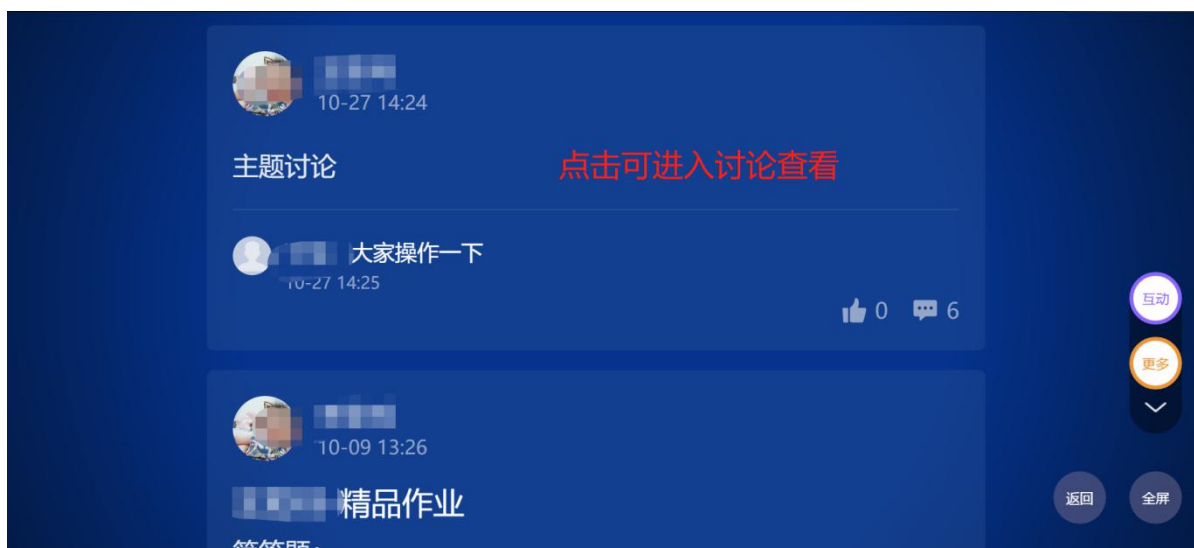 10-27 14:24
主题讨论
点击可进入讨论查看
大家操作一下
10-27 14:25
0
6
互动
更多
10-09 13:26
精品作业
返回
全屏